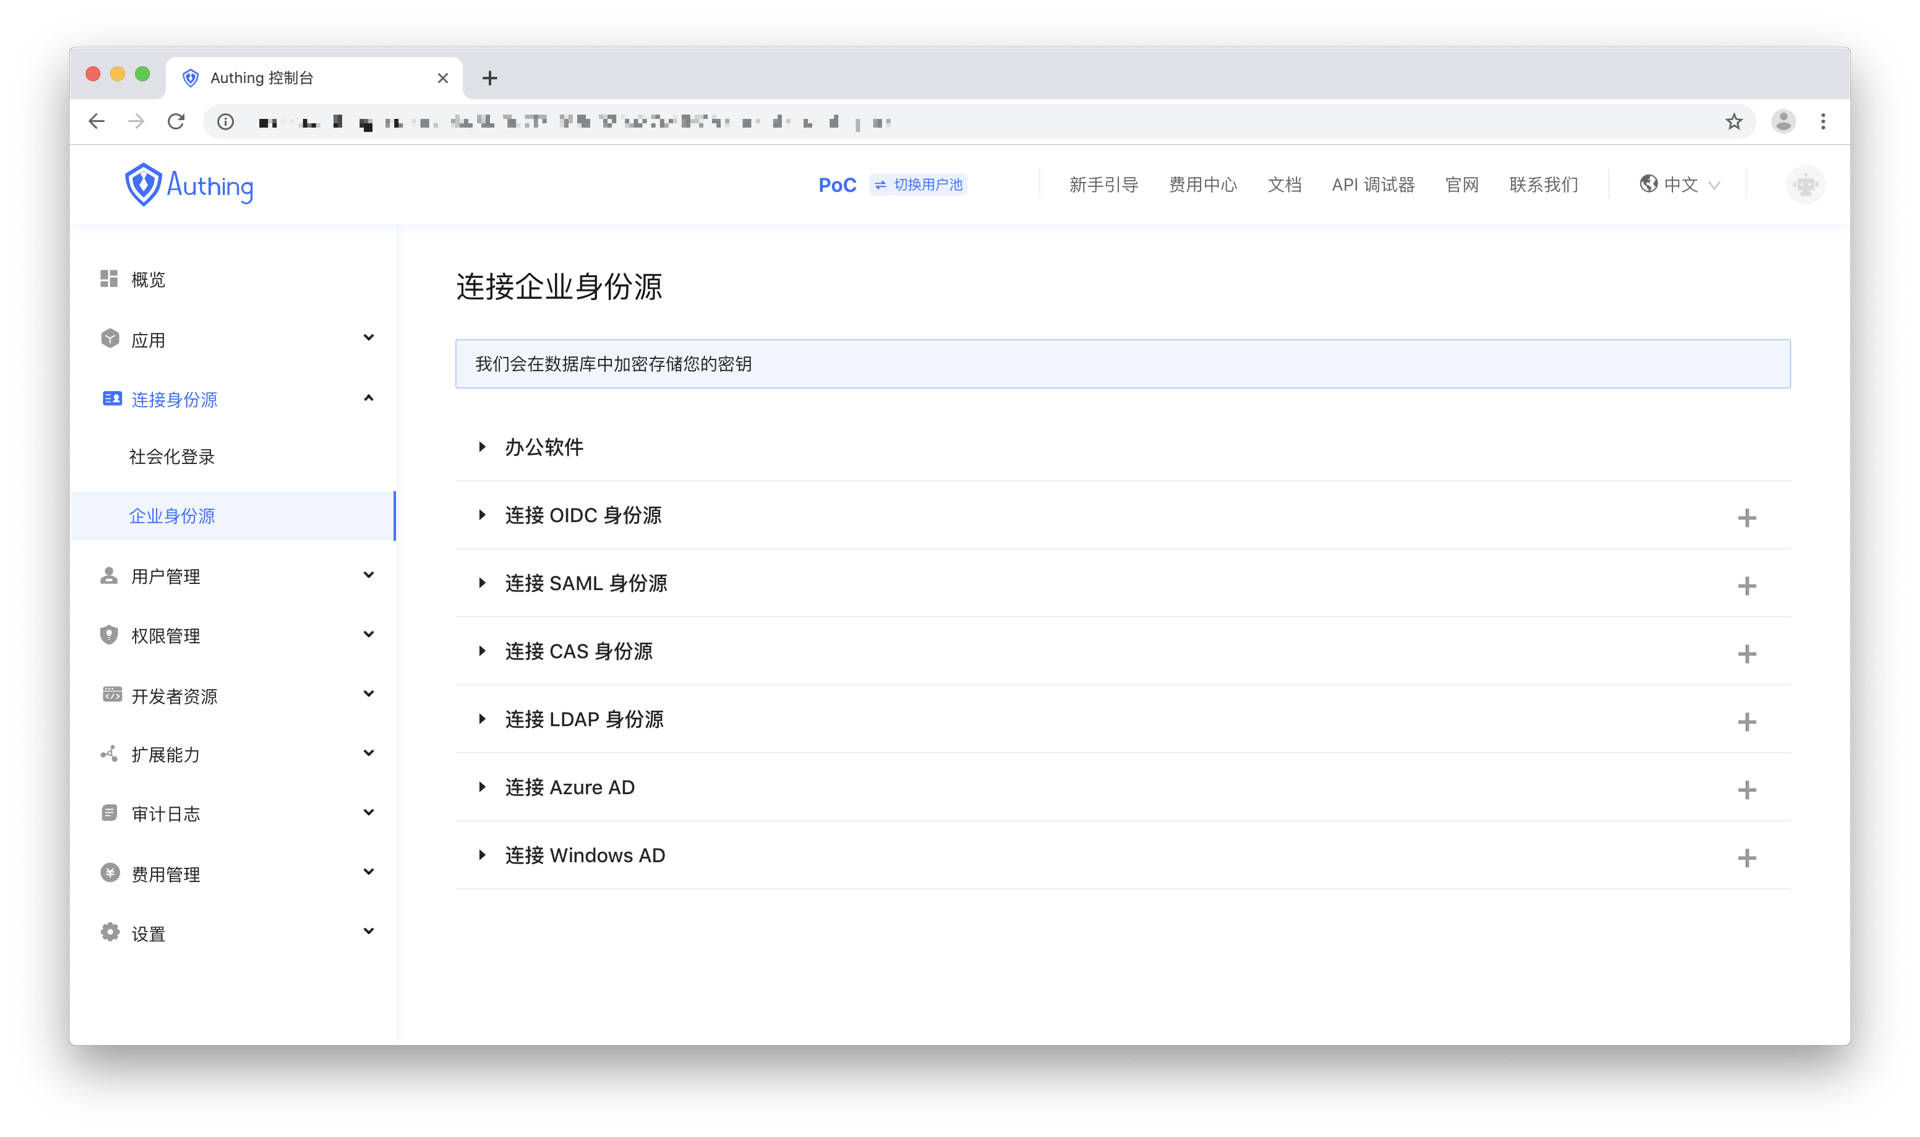 Authing 控制台
Authing
PoC 切换用户池 新手引导 费用中心 文档 API 调试器 官网 联系我们 中文
概览
应用
连接身份源
社会化登录
企业身份源
用户管理
权限管理
开发者资源
扩展能力
审计日志
费用管理
设置
连接企业身份源
我们会在数据库中加密存储您的密钥
办公软件
连接 OIDC 身份源
连接 SAML 身份源
连接 CAS 身份源
连接 LDAP 身份源
连接 Azure AD
连接 Windows AD